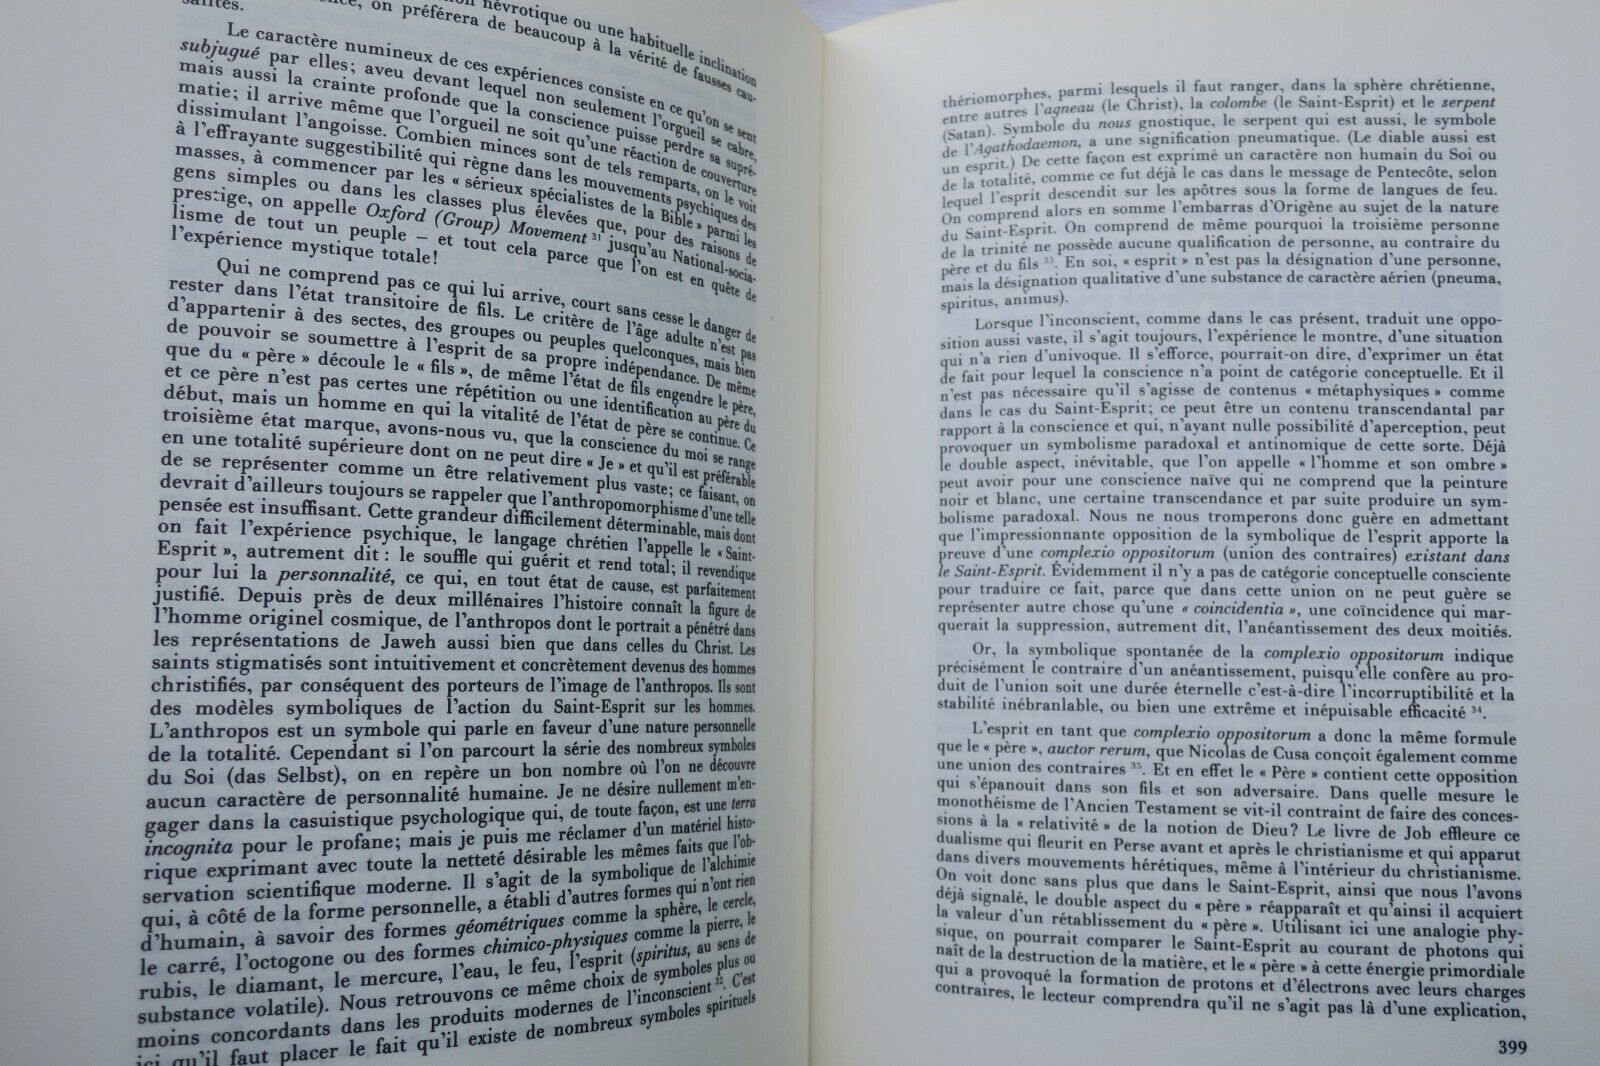 névrotique ou une habituelle inclination
on préférera de beaucoup à la vérité de fausses cau-
salités.
Le caractère numineux de ces expériences consiste en ce qu'on se sent
subjugué par elles; aveu devant lequel non seulement l'orgueil se cabre,
mais aussi la crainte profonde que la conscience puisse perdre sa supré-
matie; il arrive même que l'orgueil ne soit qu'une réaction de couverture
dissimulant l'angoisse. Combien minces sont de tels remparts, on le voit
à l'effrayante suggestibilité qui règne dans les mouvements psychiques des
masses, à commencer par les « sérieux spécialistes de la Bible » parmi les
gens simples ou dans les classes plus élevées que, pour des raisons de
prestige, on appelle Oxford (Group) Movement 31 jusqu'au National-socia-
lisme de tout un peuple – et tout cela parce que l'on est en quête de
l'expérience mystique totale!
Qui ne comprend pas ce qui lui arrive, court sans cesse le danger de
rester dans l'état transitoire de fils. Le critère de l'âge adulte n'est pas
d'appartenir à des sectes, des groupes ou peuples quelconques, mais bien
de pouvoir se soumettre à l'esprit de sa propre indépendance. De même
que du « père » découle le « fils », de même l'état de fils engendre le père,
et ce père n'est pas certes une répétition ou une identification au père du
début, mais un homme en qui la vitalité de l'état de père se continue. Ce
troisième état marque, avons-nous vu, que la conscience du moi se range
en une totalité supérieure dont on ne peut dire « Je » et qu'il est préférable
de se représenter comme un être relativement plus vaste; ce faisant, on
devrait d'ailleurs toujours se rappeler que l'anthropomorphisme d'une telle
pensée est insuffisant. Cette grandeur difficilement déterminable, mais dont
on fait l'expérience psychique, le langage chrétien l'appelle le « Saint-
Esprit », autrement dit : le souffle qui guérit et rend total; il revendique
pour lui la personnalité, ce qui, en tout état de cause, est parfaitement
justifié. Depuis près de deux millénaires l'histoire connaît la figure de
l'homme originel cosmique, de l'anthropos dont le portrait a pénétré dans
les représentations de Jaweh aussi bien que dans celles du Christ. Les
saints stigmatisés sont intuitivement et concrètement devenus des hommes
christifiés, par conséquent des porteurs de l'image de l'anthropos. Ils sont
des modèles symboliques de l'action du Saint-Esprit sur les hommes.
L'anthropos est un symbole qui parle en faveur d'une nature personnelle
de la totalité. Cependant si l'on parcourt la série des nombreux symboles
du Soi (das Selbst), on en repère un bon nombre où l'on ne découvre
aucun caractère de personnalité humaine. Je ne désire nullement m'en-
gager dans la casuistique psychologique qui, de toute façon, est une terra
incognita pour le profane; mais je puis me réclamer d'un matériel histo-
rique exprimant avec toute la netteté désirable les mêmes faits que l'ob-
servation scientifique moderne. Il s'agit de la symbolique de l'alchimie
qui, à côté de la forme personnelle, a établi d'autres formes qui n'ont rien
d'humain, à savoir des formes géométriques comme la sphère, le cercle,
le carré, l'octogone ou des formes chimico-physiques comme la pierre, le
rubis, le diamant, le mercure, l'eau, le feu, l'esprit (spiritus, au sens de
substance volatile). Nous retrouvons ce même choix de symboles plus ou
moins concordants dans les produits modernes de l'inconscient 32. C'est
ici qu'il faut placer le fait qu'il existe de nombreux symboles spirituels
thériomorphes, parmi lesquels il faut ranger, dans la sphère chrétienne,
entre autres l'agneau (le Christ), la colombe (le Saint-Esprit) et le serpent
(Satan). Symbole du nous gnostique, le serpent qui est aussi, le symbole
de l'Agathodaemon, a une signification pneumatique. (Le diable aussi est
un esprit.) De cette façon est exprimé un caractère non humain du Soi ou
de la totalité, comme ce fut déjà le cas dans le message de Pentecôte, selon
lequel l'esprit descendit sur les apôtres sous la forme de langues de feu.
On comprend alors en somme l'embarras d'Origène au sujet de la nature
du Saint-Esprit. On comprend de même pourquoi la troisième personne
de la trinité ne possède aucune qualification de personne, au contraire du
père et du fils 33. En soi, « esprit » n'est pas la désignation d'une personne,
mais la désignation qualitative d'une substance de caractère aérien (pneuma,
spiritus, animus).
Lorsque l'inconscient, comme dans le cas présent, traduit une oppo-
sition aussi vaste, il s'agit toujours, l'expérience le montre, d'une situation
qui n'a rien d'univoque. Il s'efforce, pourrait-on dire, d'exprimer un état
de fait pour lequel la conscience n'a point de catégorie conceptuelle. Et il
n'est pas nécessaire qu'il s'agisse de contenus « métaphysiques » comme
dans le cas du Saint-Esprit; ce peut être un contenu transcendantal par
rapport à la conscience et qui, n'ayant nulle possibilité d'aperception, peut
provoquer un symbolisme paradoxal et antinomique de cette sorte. Déjà
le double aspect, inévitable, que l'on appelle « l'homme et son ombre »
peut avoir pour une conscience naïve qui ne comprend que la peinture
noir et blanc, une certaine transcendance et par suite produire un sym-
bolisme paradoxal. Nous ne nous tromperons donc guère en admettant
que l'impressionnante opposition de la symbolique de l'esprit apporte la
preuve d'une complexio oppositorum (union des contraires) existant dans
le Saint-Esprit. Évidemment il n'y a pas de catégorie conceptuelle consciente
pour traduire ce fait, parce que dans cette union on ne peut guère se
représenter autre chose qu'une « coincidentia », une coïncidence qui mar-
querait la suppression, autrement dit, l'anéantissement des deux moitiés.
Or, la symbolique spontanée de la complexio oppositorum indique
précisément le contraire d'un anéantissement, puisqu'elle confère au pro-
duit de l'union soit une durée éternelle c'est-à-dire l'incorruptibilité et la
stabilité inébranlable, ou bien une extrême et inépuisable efficacité 34.
L'esprit en tant que complexio oppositorum a donc la même formule
que le « père », auctor rerum, que Nicolas de Cusa conçoit également comme
une union des contraires 35. Et en effet le « Père » contient cette opposition
qui s'épanouit dans son fils et son adversaire. Dans quelle mesure le
monothéisme de l'Ancien Testament se vit-il contraint de faire des conces-
sions à la « relativité » de la notion de Dieu? Le livre de Job effleure ce
dualisme qui fleurit en Perse avant et après le christianisme et qui apparut
dans divers mouvements hérétiques, même à l'intérieur du christianisme.
On voit donc sans plus que dans le Saint-Esprit, ainsi que nous l'avons
déjà signalé, le double aspect du « père » réapparaît et qu'ainsi il acquiert
la valeur d'un rétablissement du « père ». Utilisant ici une analogie phy-
sique, on pourrait comparer le Saint-Esprit au courant de photons qui
naît de la destruction de la matière, et le « père » à cette énergie primordiale
qui a provoqué la formation de protons et d'électrons avec leurs charges
contraires, le lecteur comprendra qu'il ne s'agit pas là d'une explication,
399